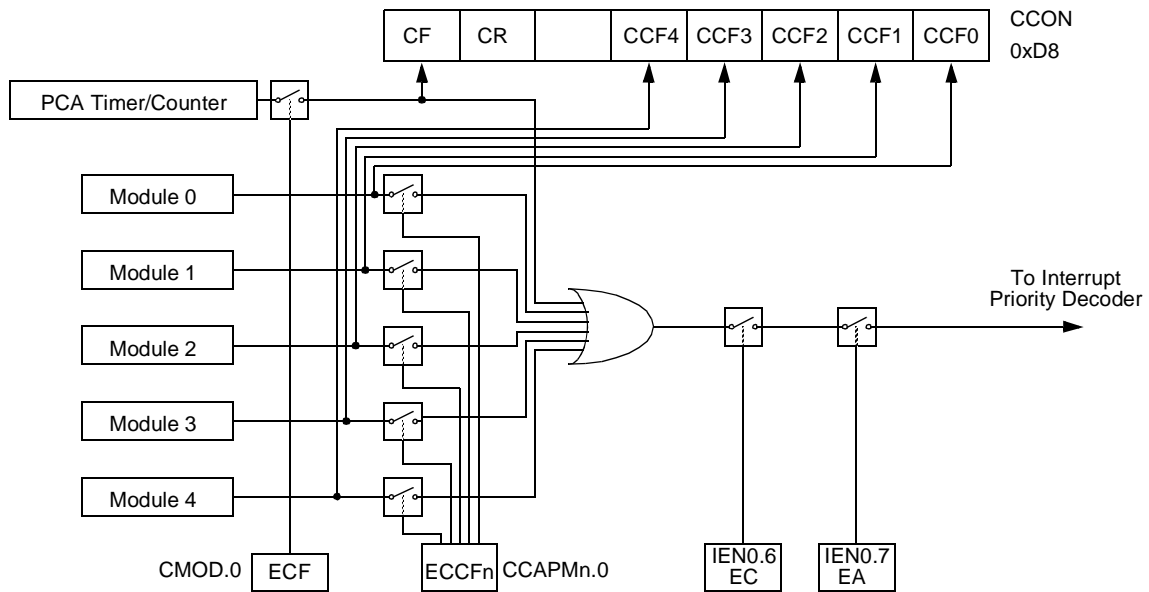 CF CR CCF4 CCF3 CCF2 CCF1 CCF0
CCON
0xD8
PCA Timer/Counter
Module 0
Module 1
Module 2
Module 3
Module 4
To Interrupt
Priority Decoder
CMOD.0
ECF
ECCFn
CCAPMn.0
IEN0.6
EC
IEN0.7
EA